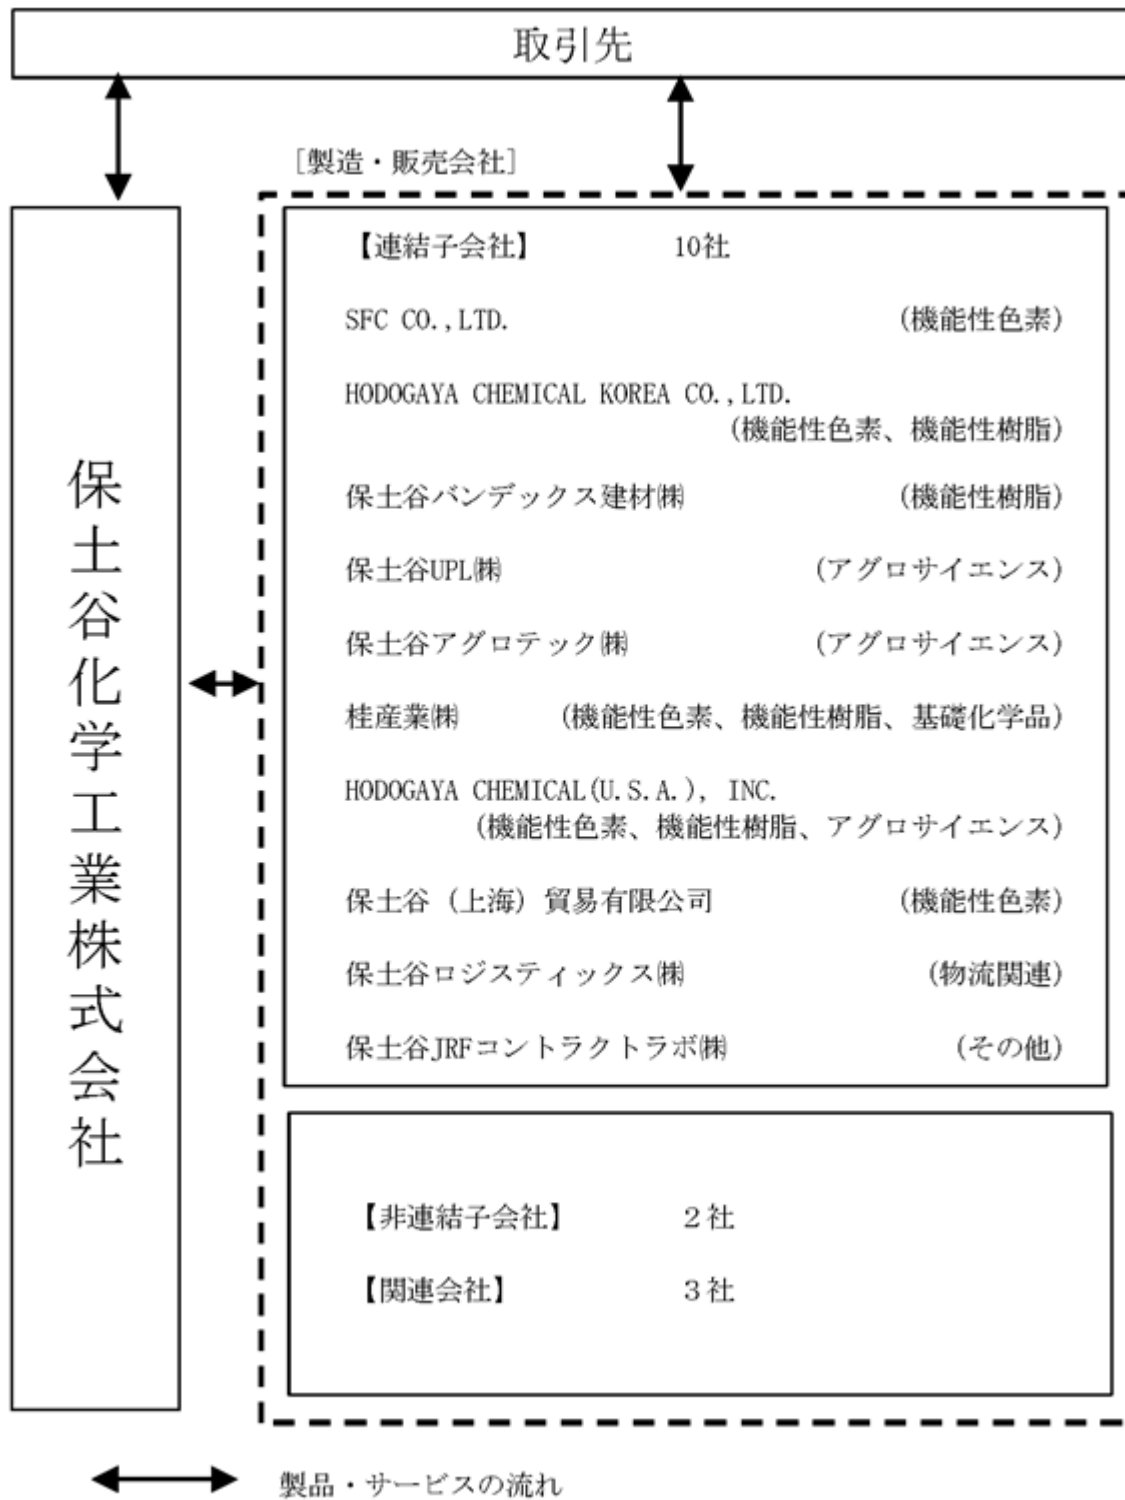 取引先
[製造・販売会社]
保土谷化学工業株式会社
【連結子会社】 10社
SFC CO.,LTD. (機能性色素)
HODOGAYA CHEMICAL KOREA CO.,LTD.
(機能性色素、機能性樹脂)
保土谷バンデックス建材㈱ (機能性樹脂)
保土谷UPL㈱ (アグロサイエンス)
保土谷アグロテック㈱ (アグロサイエンス)
桂産業㈱ (機能性色素、機能性樹脂、基礎化学品)
HODOGAYA CHEMICAL(U.S.A.), INC.
(機能性色素、機能性樹脂、アグロサイエンス)
保土谷（上海）貿易有限公司 (機能性色素)
保土谷ロジスティックス㈱ (物流関連)
保土谷JRFコントラクトラボ㈱ (その他)
【非連結子会社】 ２社
【関連会社】 ３社
製品・サービスの流れ